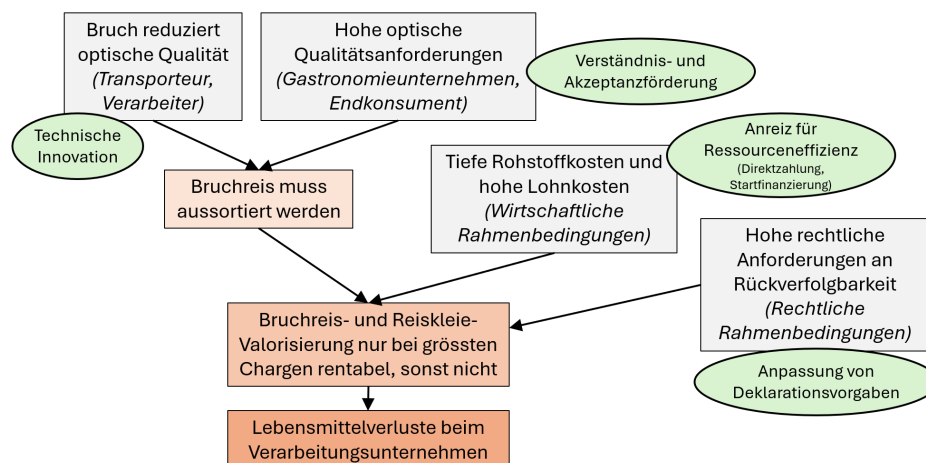 Bruch reduziert
optische Qualität
(Transporteur,
Verarbeiter)
Hohe optische
Qualitätsanforderungen
(Gastronomieunternehmen,
Endkonsument)
Verständnis- und
Akzeptanzförderung
Technische
Innovation
Anreiz für
Ressourceneffizienz
(Direktzahlung,
Startfinanzierung)
Tiefe Rohstoffkosten und
hohe Lohnkosten
(Wirtschaftliche
Rahmenbedingungen)
Bruchreis muss
aussortiert werden
Hohe rechtliche
Anforderungen an
Rückverfolgbarkeit
(Rechtliche
Rahmenbedingungen)
Bruchreis- und Reiskleie-
Valorisierung nur bei grössten
Chargen rentabel, sonst nicht
Anpassung von
Deklarationsvorgaben
Lebensmittelverluste beim
Verarbeitungsunternehmen